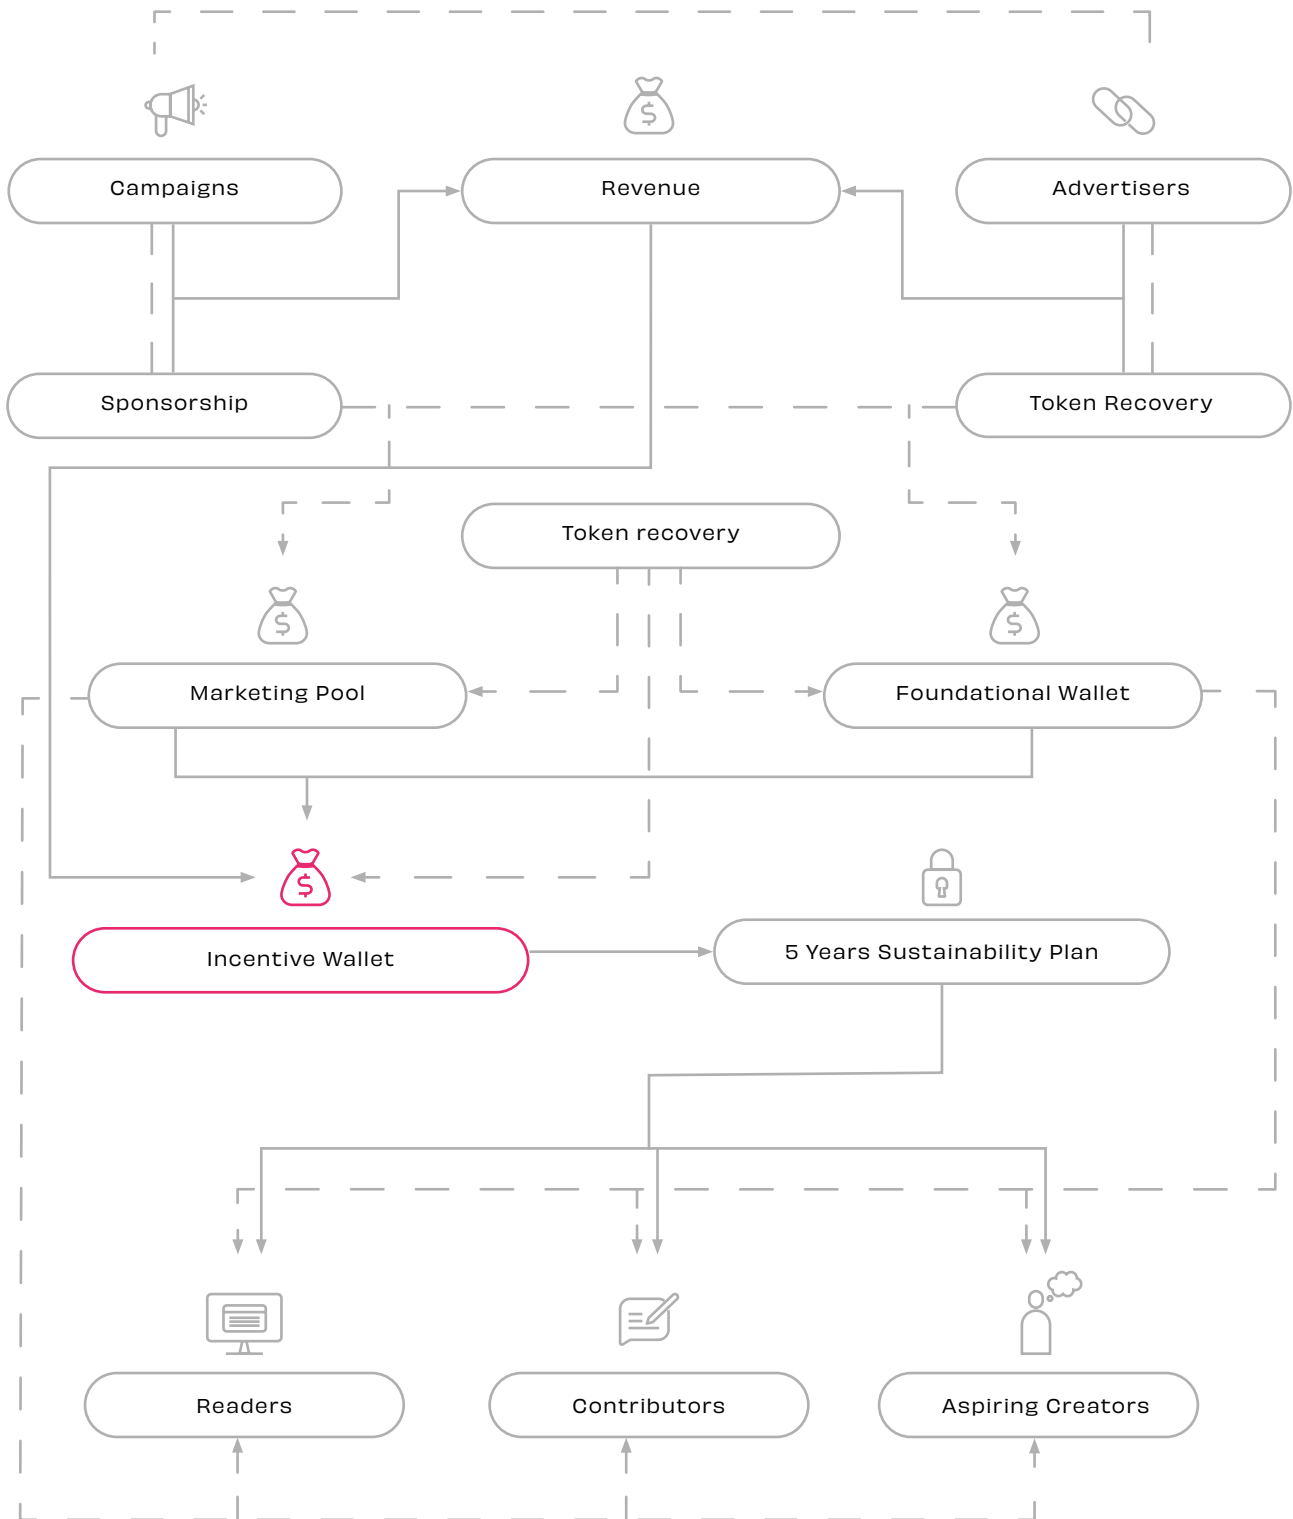 Campaigns
Revenue
Advertisers
Sponsorship
Token Recovery
Token recovery
Marketing Pool
Foundational Wallet
Incentive Wallet
5 Years Sustainability Plan
Readers
Contributors
Aspiring Creators